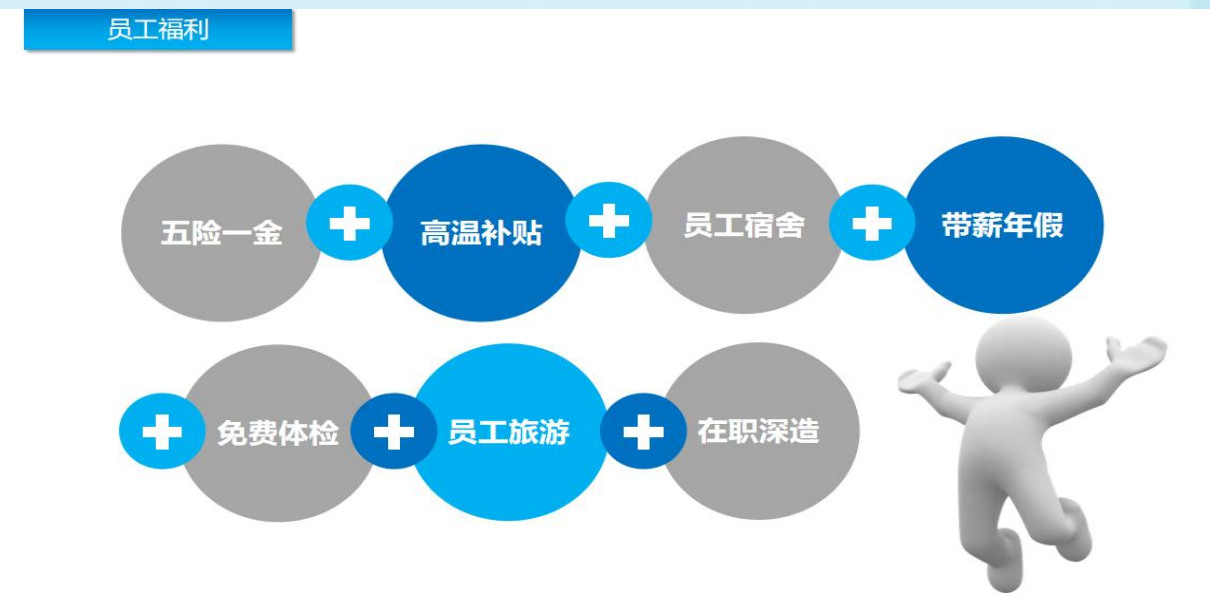 员工福利
五险一金
高温补贴
员工宿舍
带薪年假
免费体检
员工旅游
在职深造